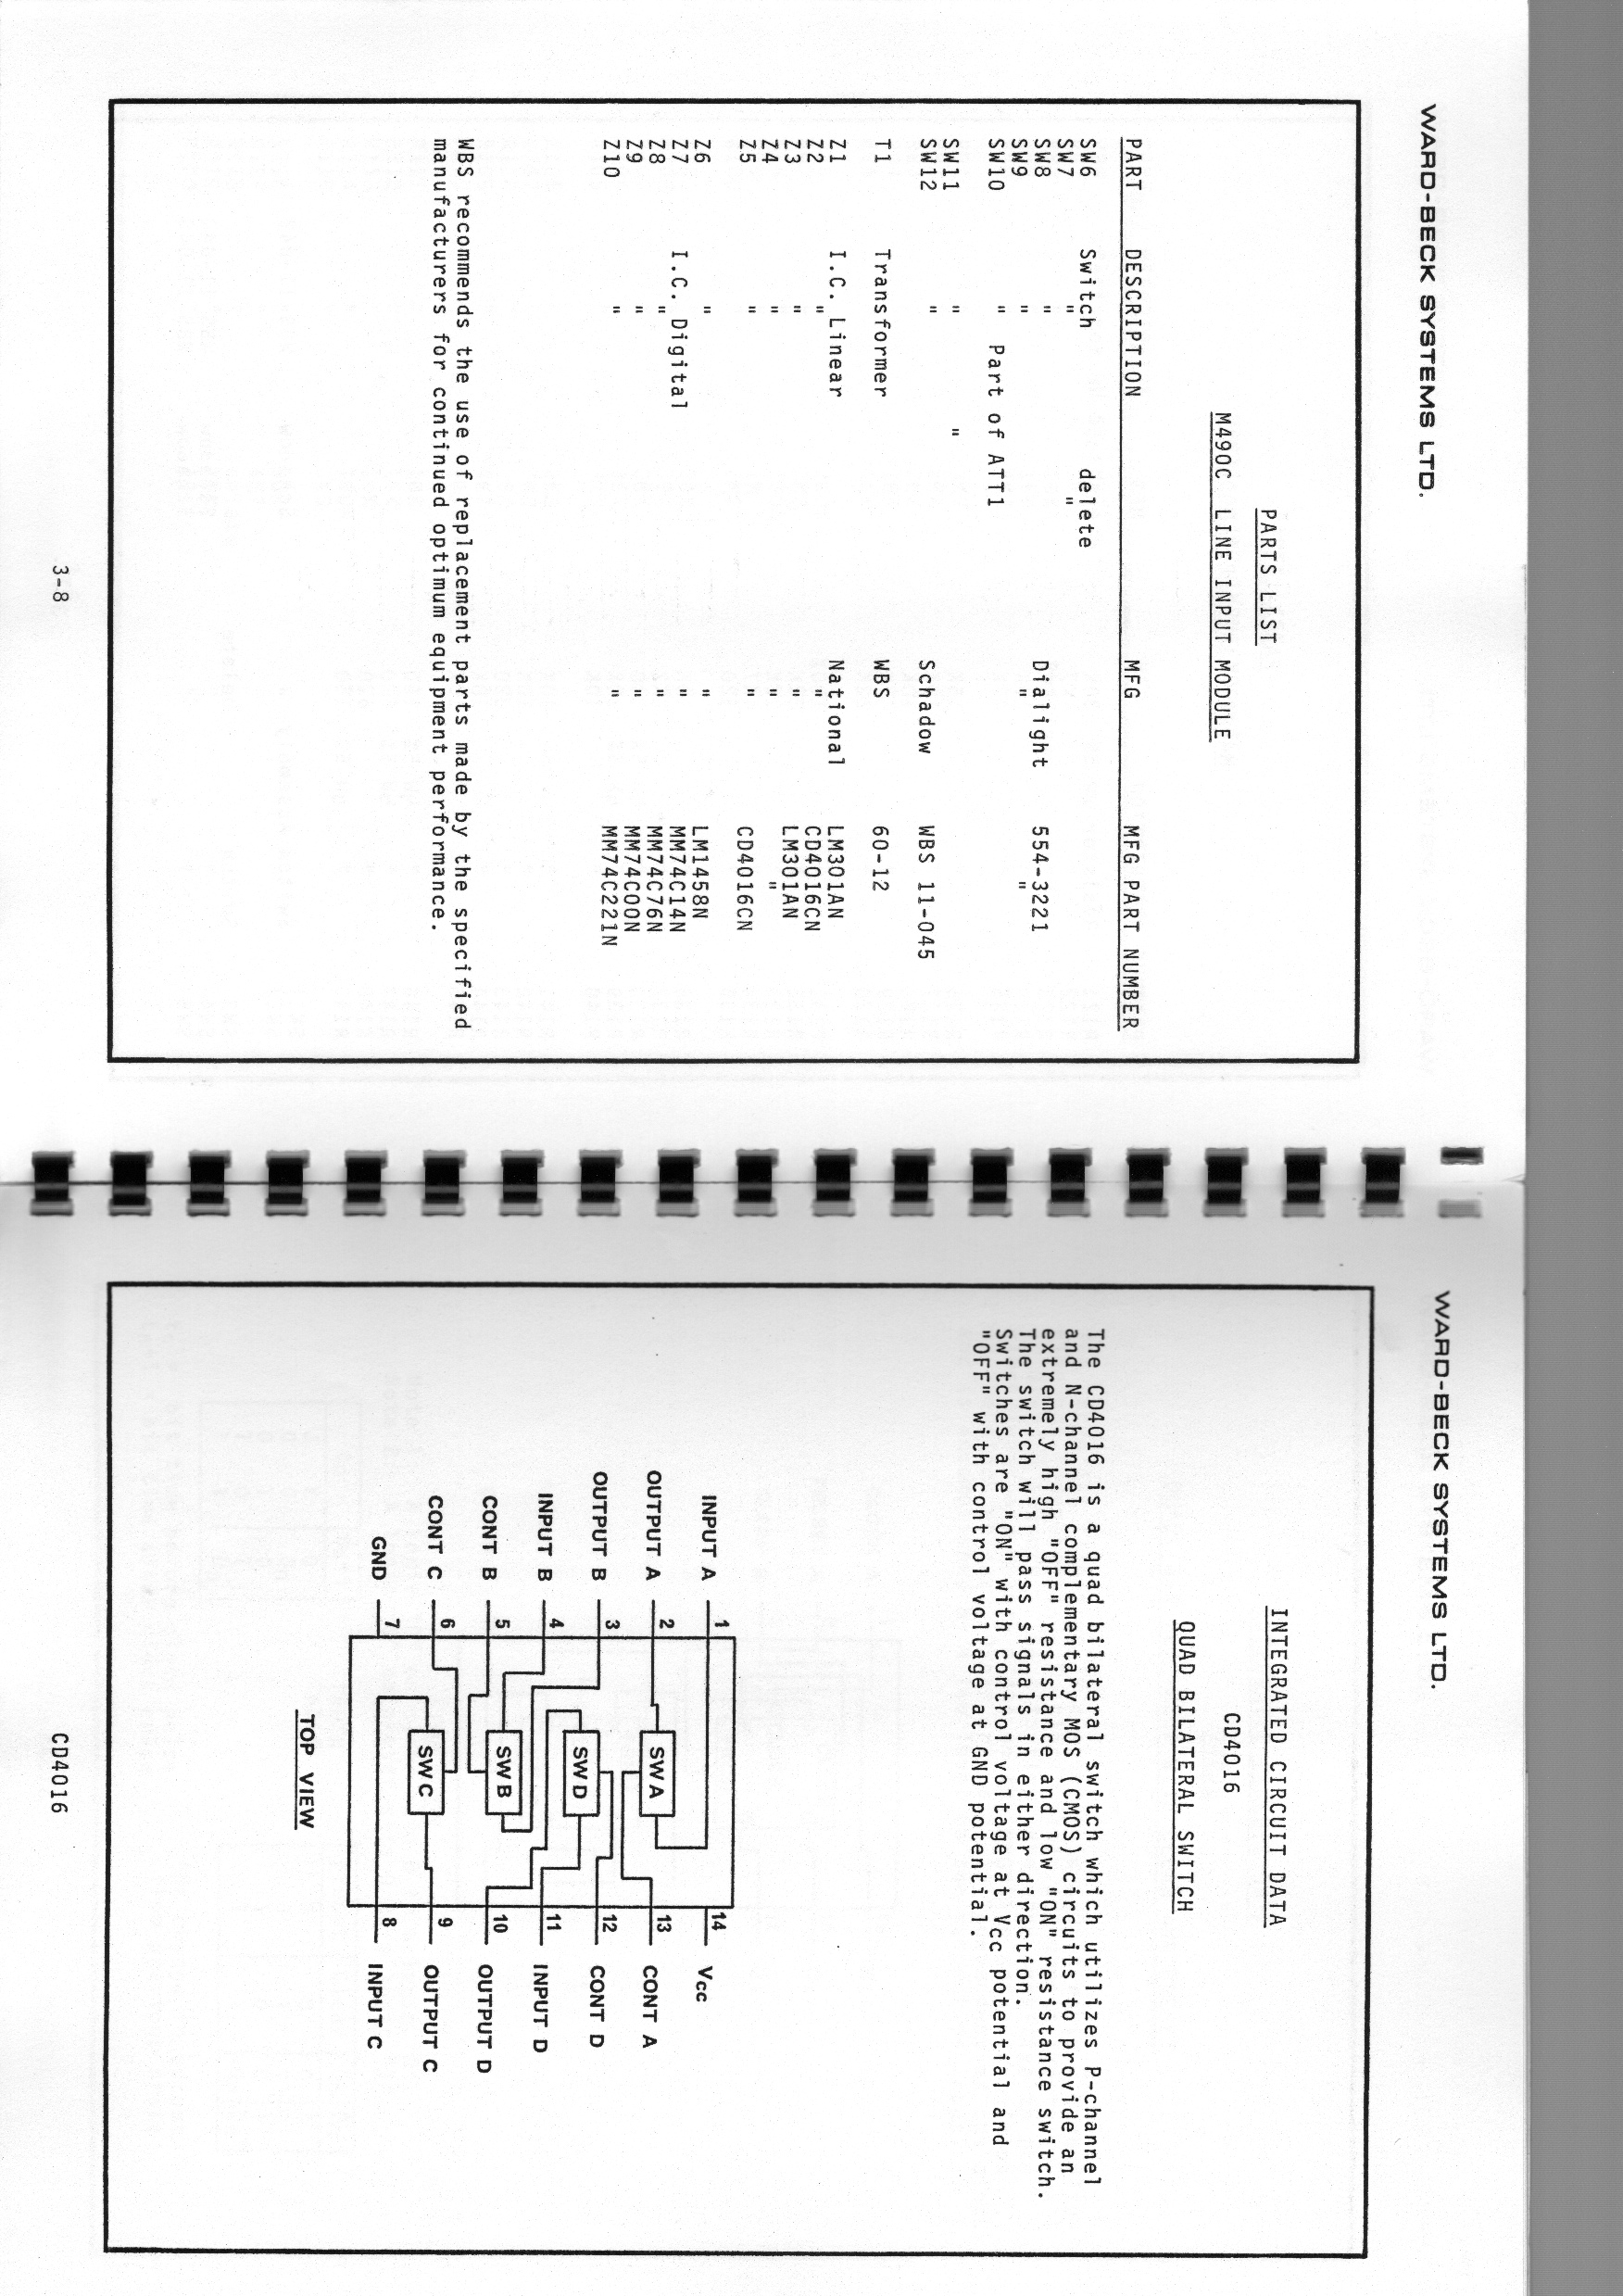 WARD-BECK SYSTEMS LTD.
PARTS LIST
M490C LINE INPUT MODULE
PART DESCRIPTION MFG MFG PART NUMBER
SW6 Switch delete
SW7 " "
SW8 " Dialight 554-3221
SW9 " " "
SW10 " Part of ATT1
SW11 " "
SW12 " Schadow WBS 11-045
T1 Transformer WBS 60-12
Z1 I.C. Linear National LM301AN
Z2 " " CD4016CN
Z3 " " LM301AN
Z4 " " "
Z5 " " CD4016CN
Z6 " " LM1458N
Z7 I.C. Digital " MM74C14N
Z8 " " MM74C76N
Z9 " " MM74C00N
Z10 " " MM74C221N
WBS recommends the use of replacement parts made by the specified
manufacturers for continued optimum equipment performance.
3-8
WARD-BECK SYSTEMS LTD.
INTEGRATED CIRCUIT DATA
CD4016
QUAD BILATERAL SWITCH
The CD4016 is a quad bilateral switch which utilizes P-channel
and N-channel complementary MOS (CMOS) circuits to provide an
extremely high "OFF" resistance and low "ON" resistance switch.
The switch will pass signals in either direction.
Switches are "ON" with control voltage at Vcc potential and
"OFF" with control voltage at GND potential.
INPUT A 1 14 Vcc
OUTPUT A 2 SW A 13 CONT A
OUTPUT B 3 SW D 12 CONT D
INPUT B 4 11 INPUT D
CONT B 5 SW B 10 OUTPUT D
CONT C 6 SW C 9 OUTPUT C
GND 7 8 INPUT C
TOP VIEW
CD4016